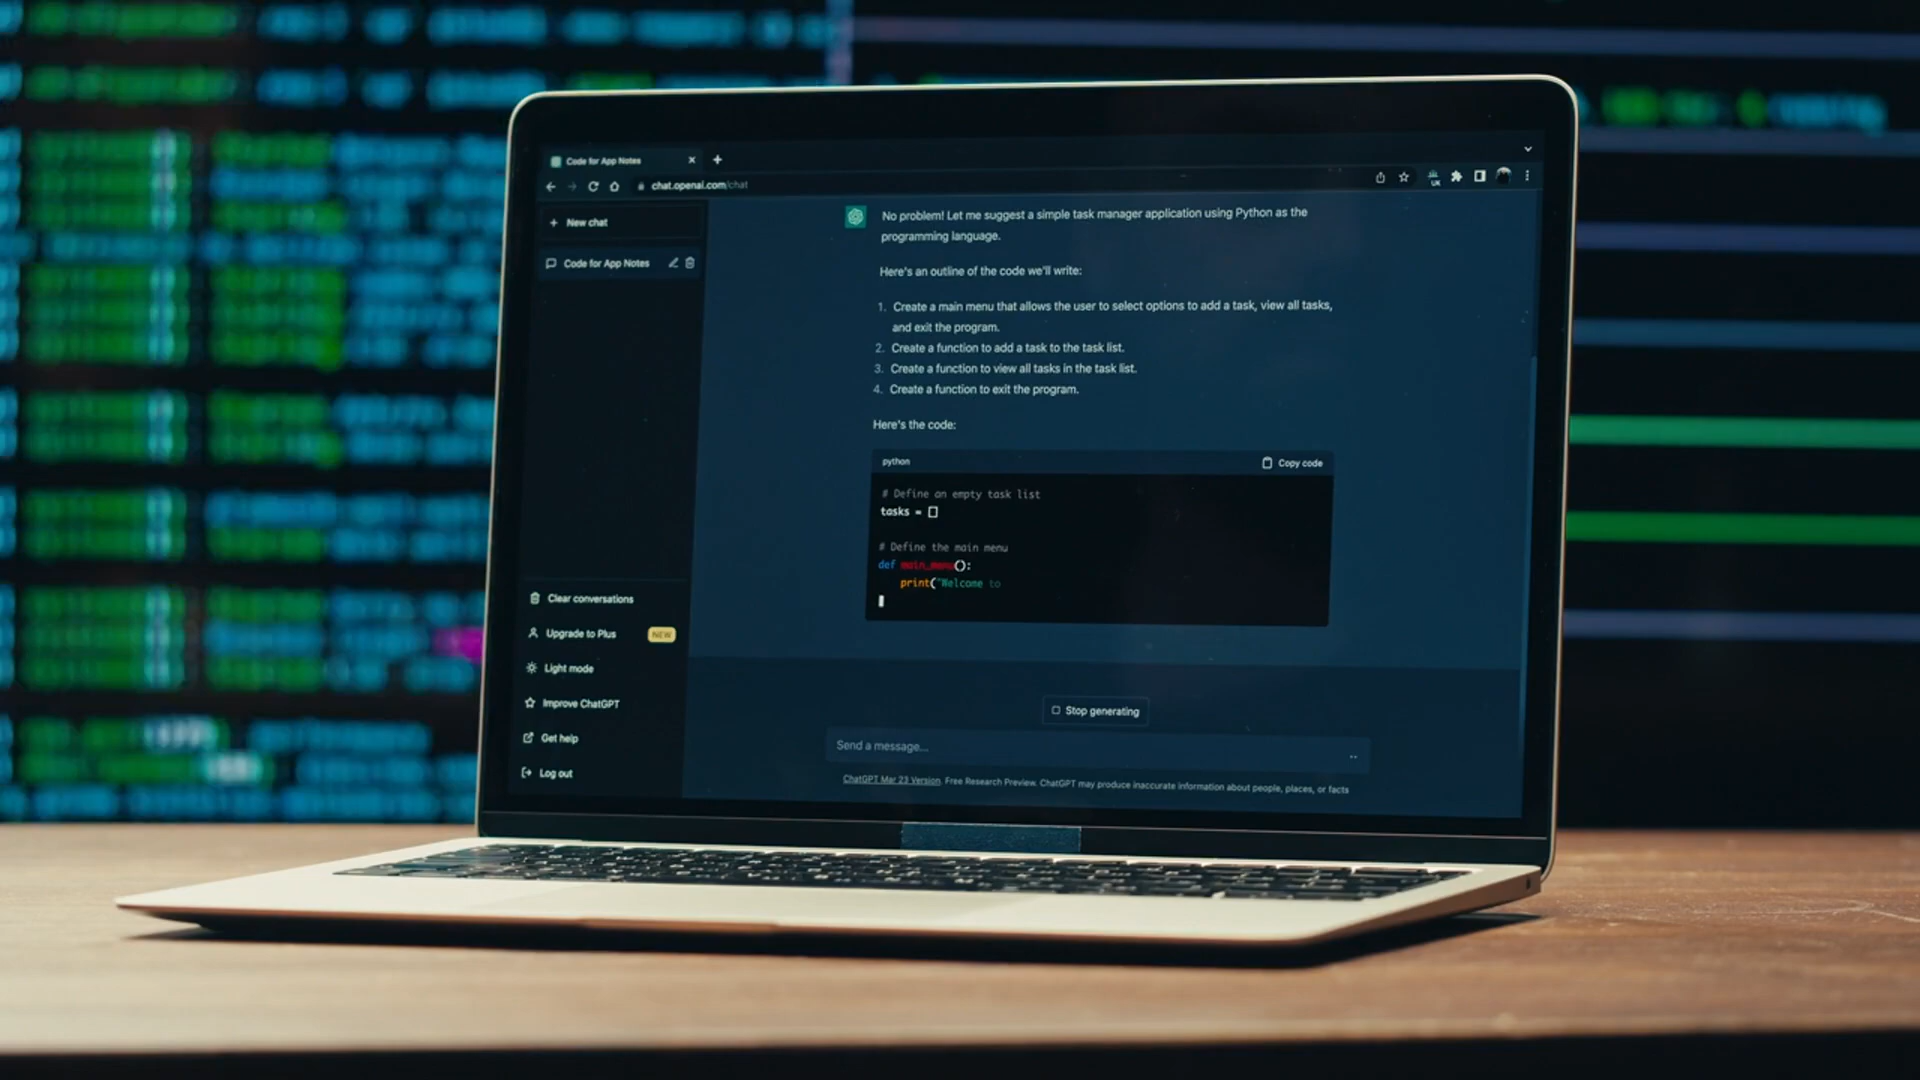 Code for App Notes
chat.openai.com/chat
UK
New chat
Code for App Notes
Clear conversations
Upgrade to Plus NEW
Light mode
Improve ChatGPT
Get help
Log out
No problem! Let me suggest a simple task manager application using Python as the
programming language.
Here's an outline of the code we'll write:
1. Create a main menu that allows the user to select options to add a task, view all tasks,
and exit the program.
2. Create a function to add a task to the task list.
3. Create a function to view all tasks in the task list.
4. Create a function to exit the program.
Here's the code:
python Copy code
# Define an empty task list
tasks = []
# Define the main menu
def main_menu():
print("Welcome to
Stop generating
Send a message...
ChatGPT Mar 23 Version. Free Research Preview. ChatGPT may produce inaccurate information about people, places, or facts